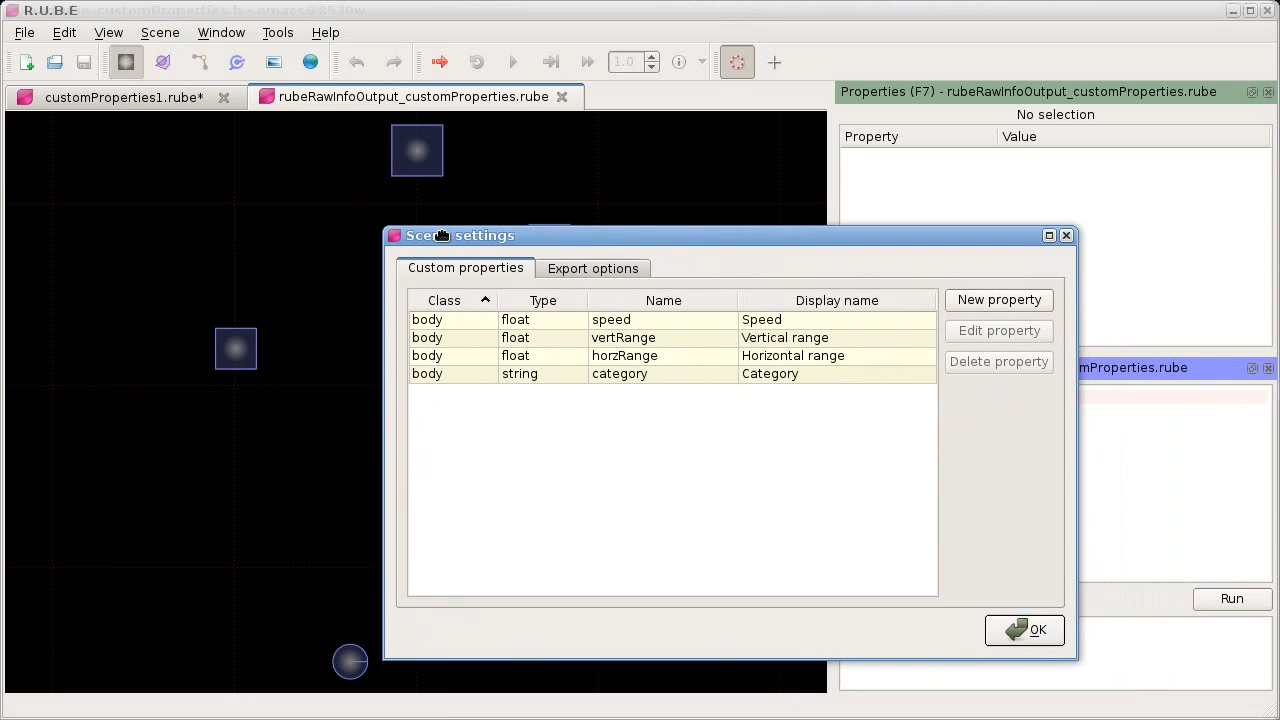 R.U.B.E
File Edit View Scene Window Tools Help
1.0
customProperties1.rube* rubeRawInfoOutput_customProperties.rube
Properties (F7) - rubeRawInfoOutput_customProperties.rube
No selection
Property Value
Scene settings
Custom properties Export options
Class Type Name Display name
body float speed Speed
body float vertRange Vertical range
body float horzRange Horizontal range
body string category Category
New property
Edit property
Delete property
OK
mProperties.rube
Run